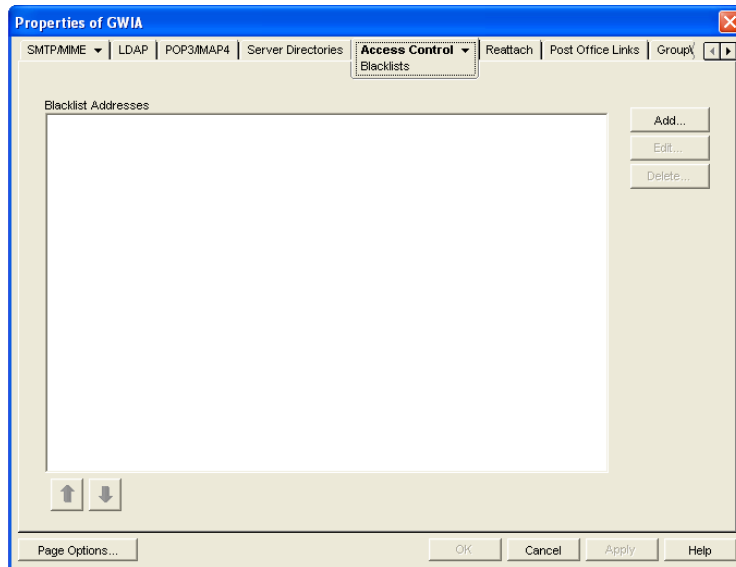 Properties of GWIA
SMTP/MIME LDAP POP3/IMAP4 Server Directories Access Control Reattach Post Office Links GroupW
Blacklists
Blacklist Addresses
Add...
Edit...
Delete...
Page Options... OK Cancel Apply Help